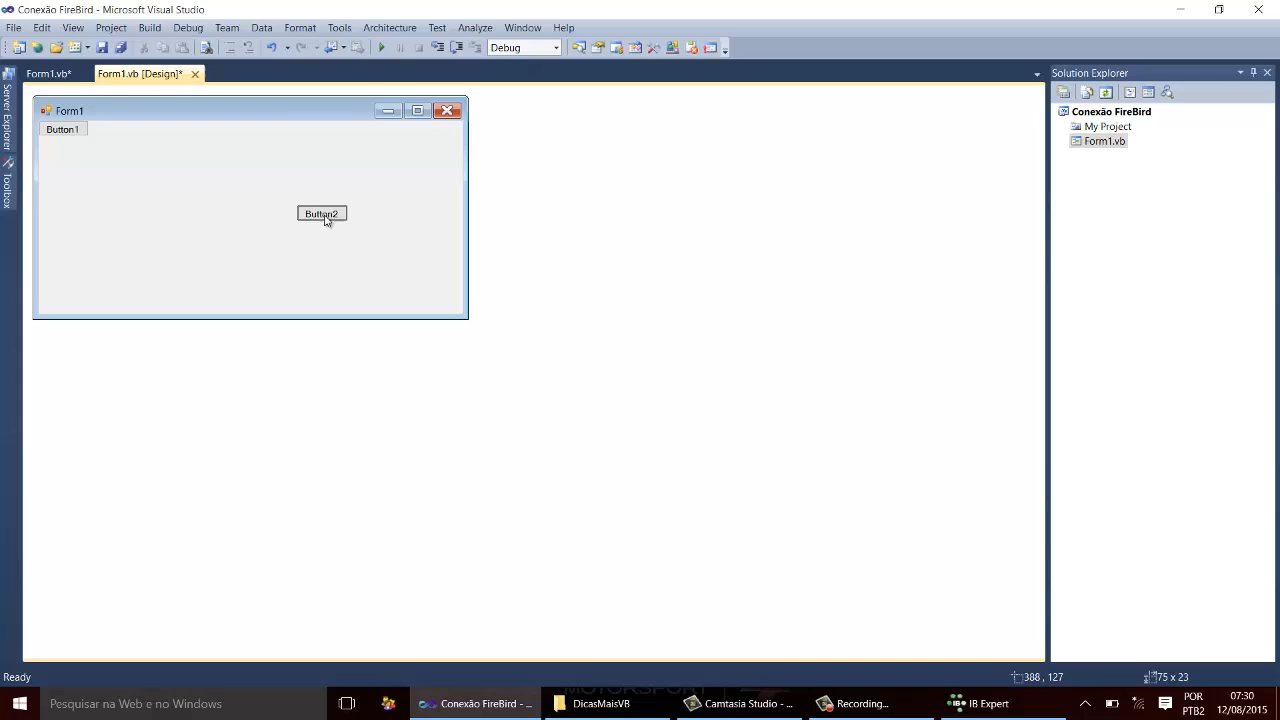 Conexão FireBird - Microsoft Visual Studio
File Edit View Project Build Debug Team Data Format Tools Architecture Test Analyze Window Help
Debug
Form1.vb* Form1.vb [Design]*
Solution Explorer
Server Explorer
Toolbox
Form1
Button1
Button2
Conexão FireBird
My Project
Form1.vb
Ready
388 , 127
75 x 23
MOTORSPORT
Pesquisar na Web e no Windows
Conexão FireBird - ...
DicasMaisVB
Camtasia Studio - ...
Recording...
IB Expert
POR
PTB2
07:30
12/08/2015